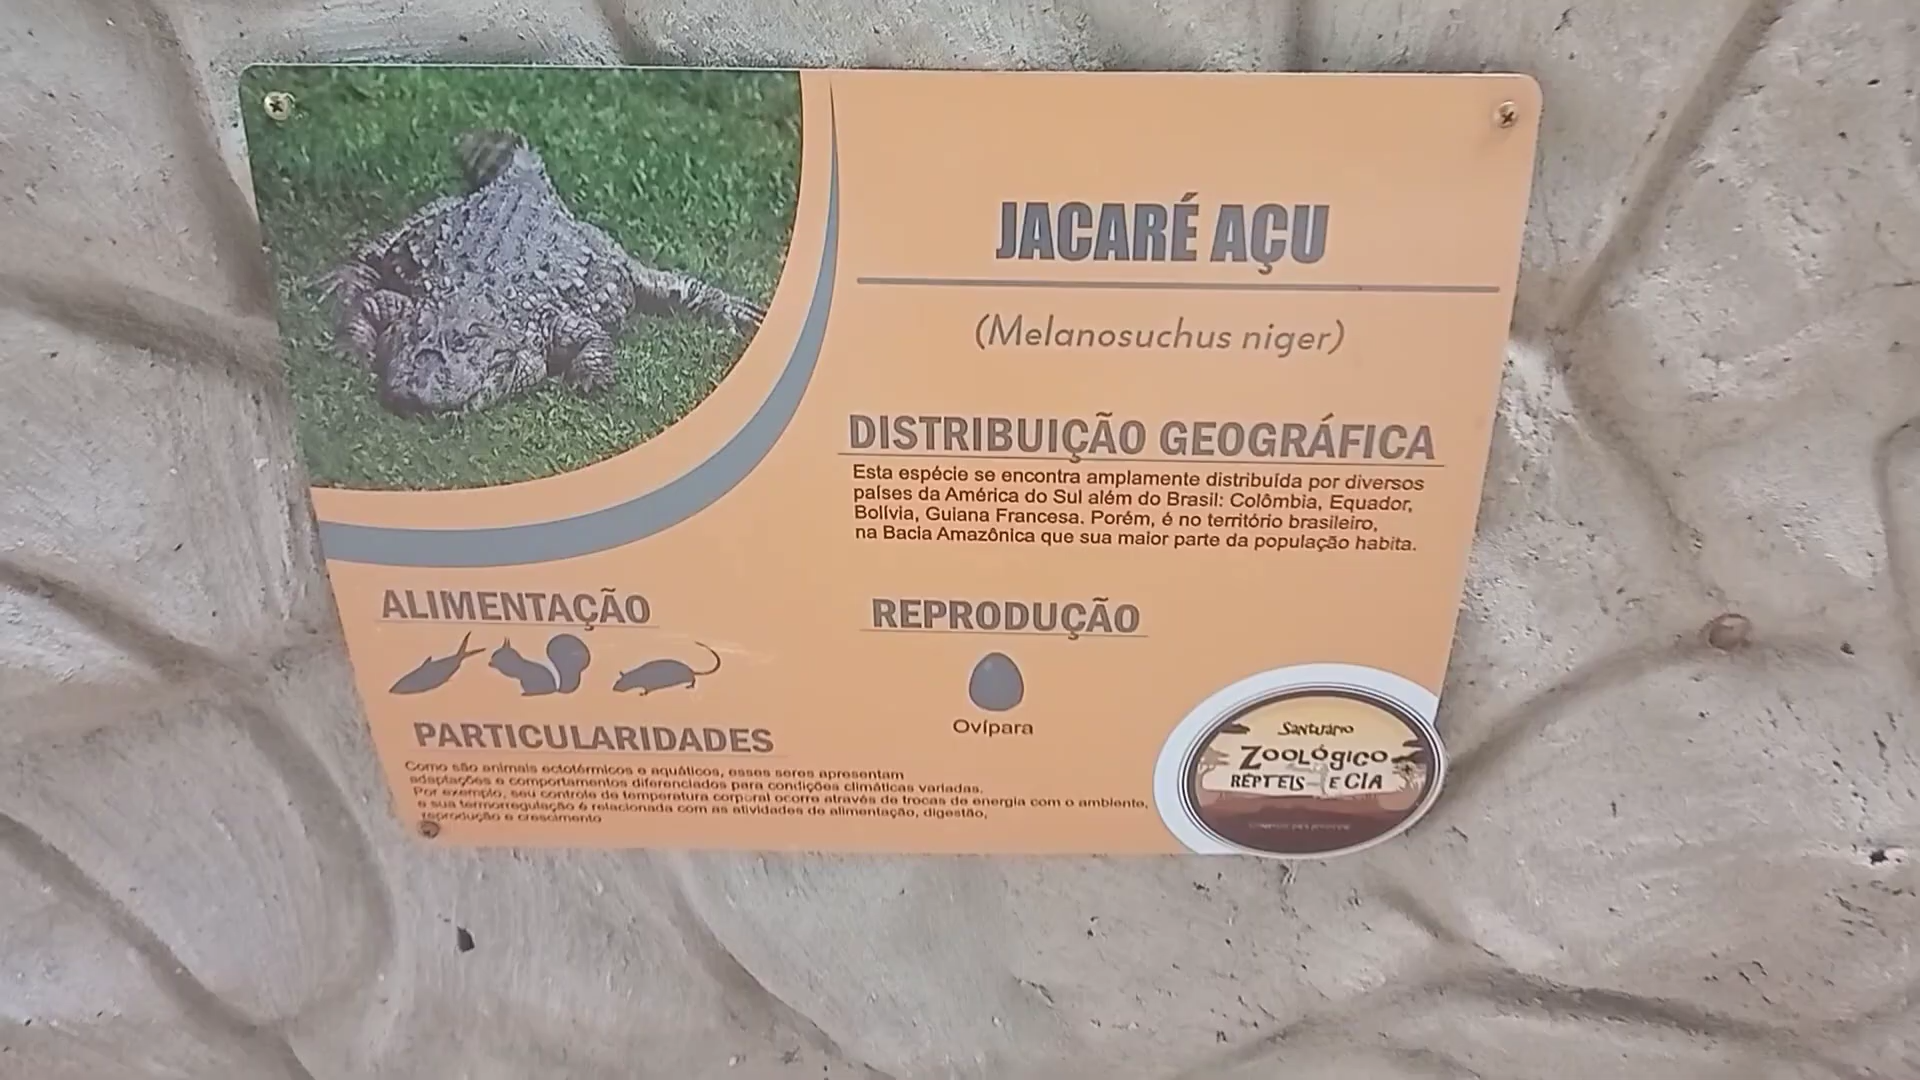 JACARÉ AÇU
(Melanosuchus niger)
DISTRIBUIÇÃO GEOGRÁFICA
Esta espécie se encontra amplamente distribuída por diversos
países da América do Sul além do Brasil: Colômbia, Equador,
Bolívia, Guiana Francesa. Porém, é no território brasileiro,
na Bacia Amazônica que sua maior parte da população habita.
ALIMENTAÇÃO
REPRODUÇÃO
Ovípara
PARTICULARIDADES
Como são animais ectotérmicos e aquáticos, esses seres apresentam
adaptações e comportamentos diferenciados para condições climáticas variadas.
Por exemplo, seu controle de temperatura corporal ocorre através de trocas de energia com o ambiente,
e sua termorregulação é relacionada com as atividades de alimentação, digestão,
reprodução e crescimento
Santuário
ZOOLÓGICO
RÉPTEIS E CIA